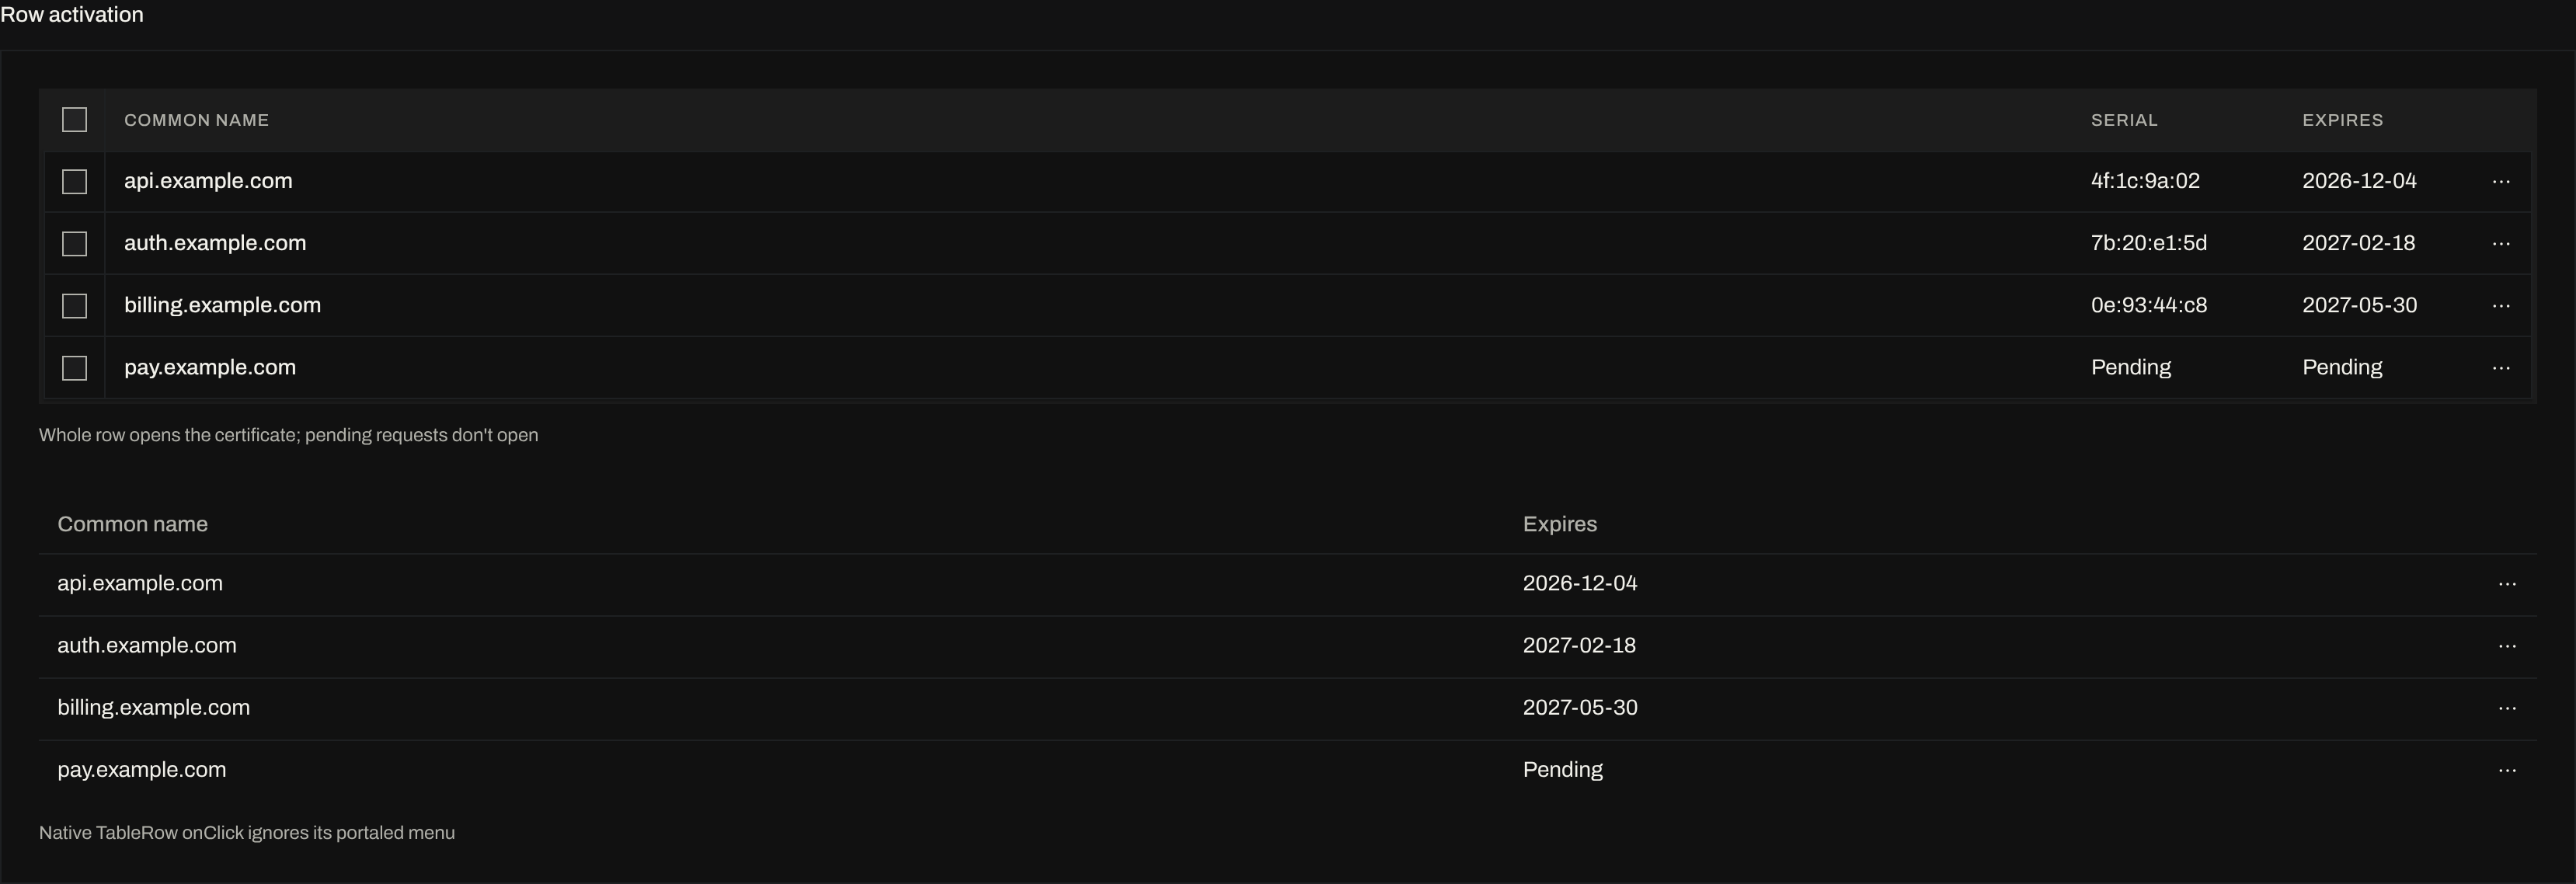 Row activation
COMMON NAME SERIAL EXPIRES
api.example.com 4f:1c:9a:02 2026-12-04 ...
auth.example.com 7b:20:e1:5d 2027-02-18 ...
billing.example.com 0e:93:44:c8 2027-05-30 ...
pay.example.com Pending Pending ...
Whole row opens the certificate; pending requests don't open
Common name Expires
api.example.com 2026-12-04 ...
auth.example.com 2027-02-18 ...
billing.example.com 2027-05-30 ...
pay.example.com Pending ...
Native TableRow onClick ignores its portaled menu